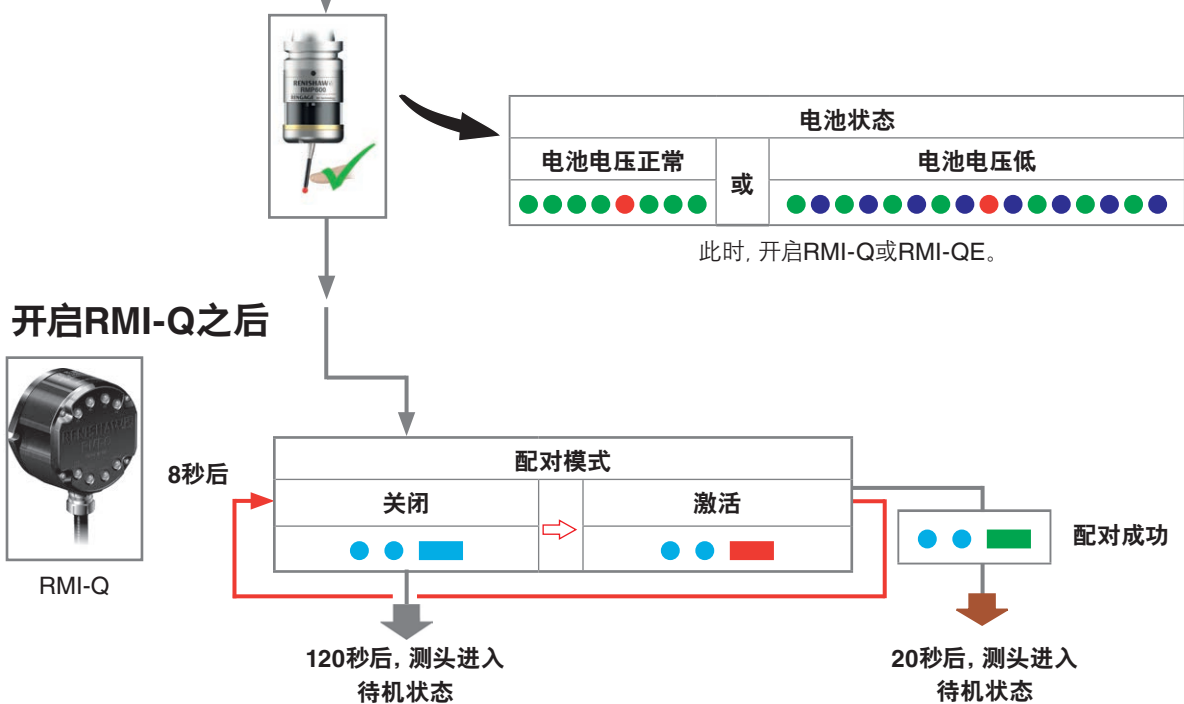 RENISHAW
RMP600
电池状态
电池电压正常
或
电池电压低
此时, 开启RMI-Q或RMI-QE。
开启RMI-Q之后
RENISHAW
RMI-Q
8秒后
配对模式
关闭
激活
配对成功
120秒后, 测头进入
待机状态
20秒后, 测头进入
待机状态